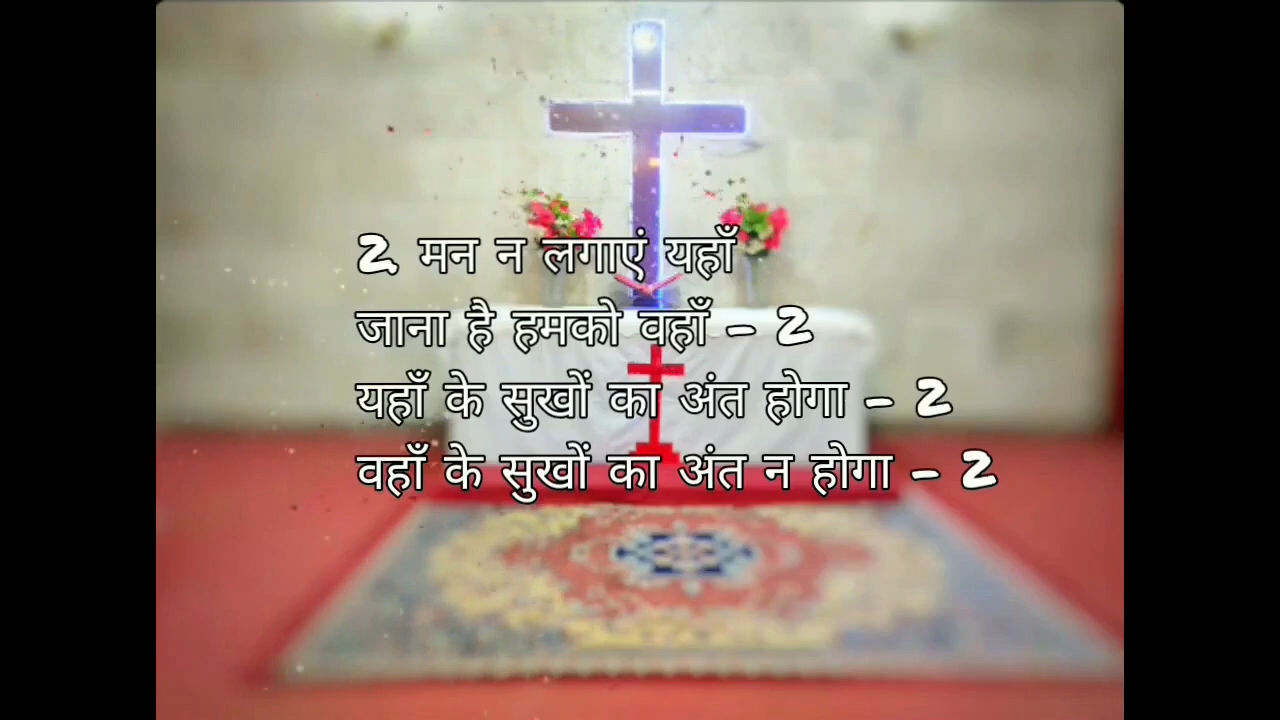 2. मन न लगाएं यहाँ
जाना है हमको वहाँ - 2
यहाँ के सुखों का अंत होगा - 2
वहाँ के सुखों का अंत न होगा - 2